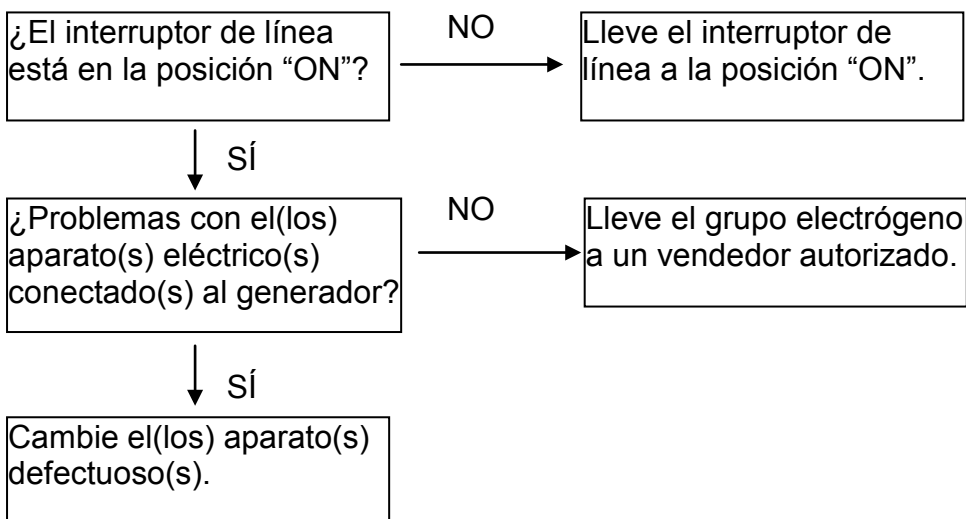 ¿El interruptor de línea
está en la posición “ON”?
NO
Lleve el interruptor de
línea a la posición “ON”.
SÍ
¿Problemas con el(los)
aparato(s) eléctrico(s)
conectado(s) al generador?
NO
Lleve el grupo electrógeno
a un vendedor autorizado.
SÍ
Cambie el(los) aparato(s)
defectuoso(s).